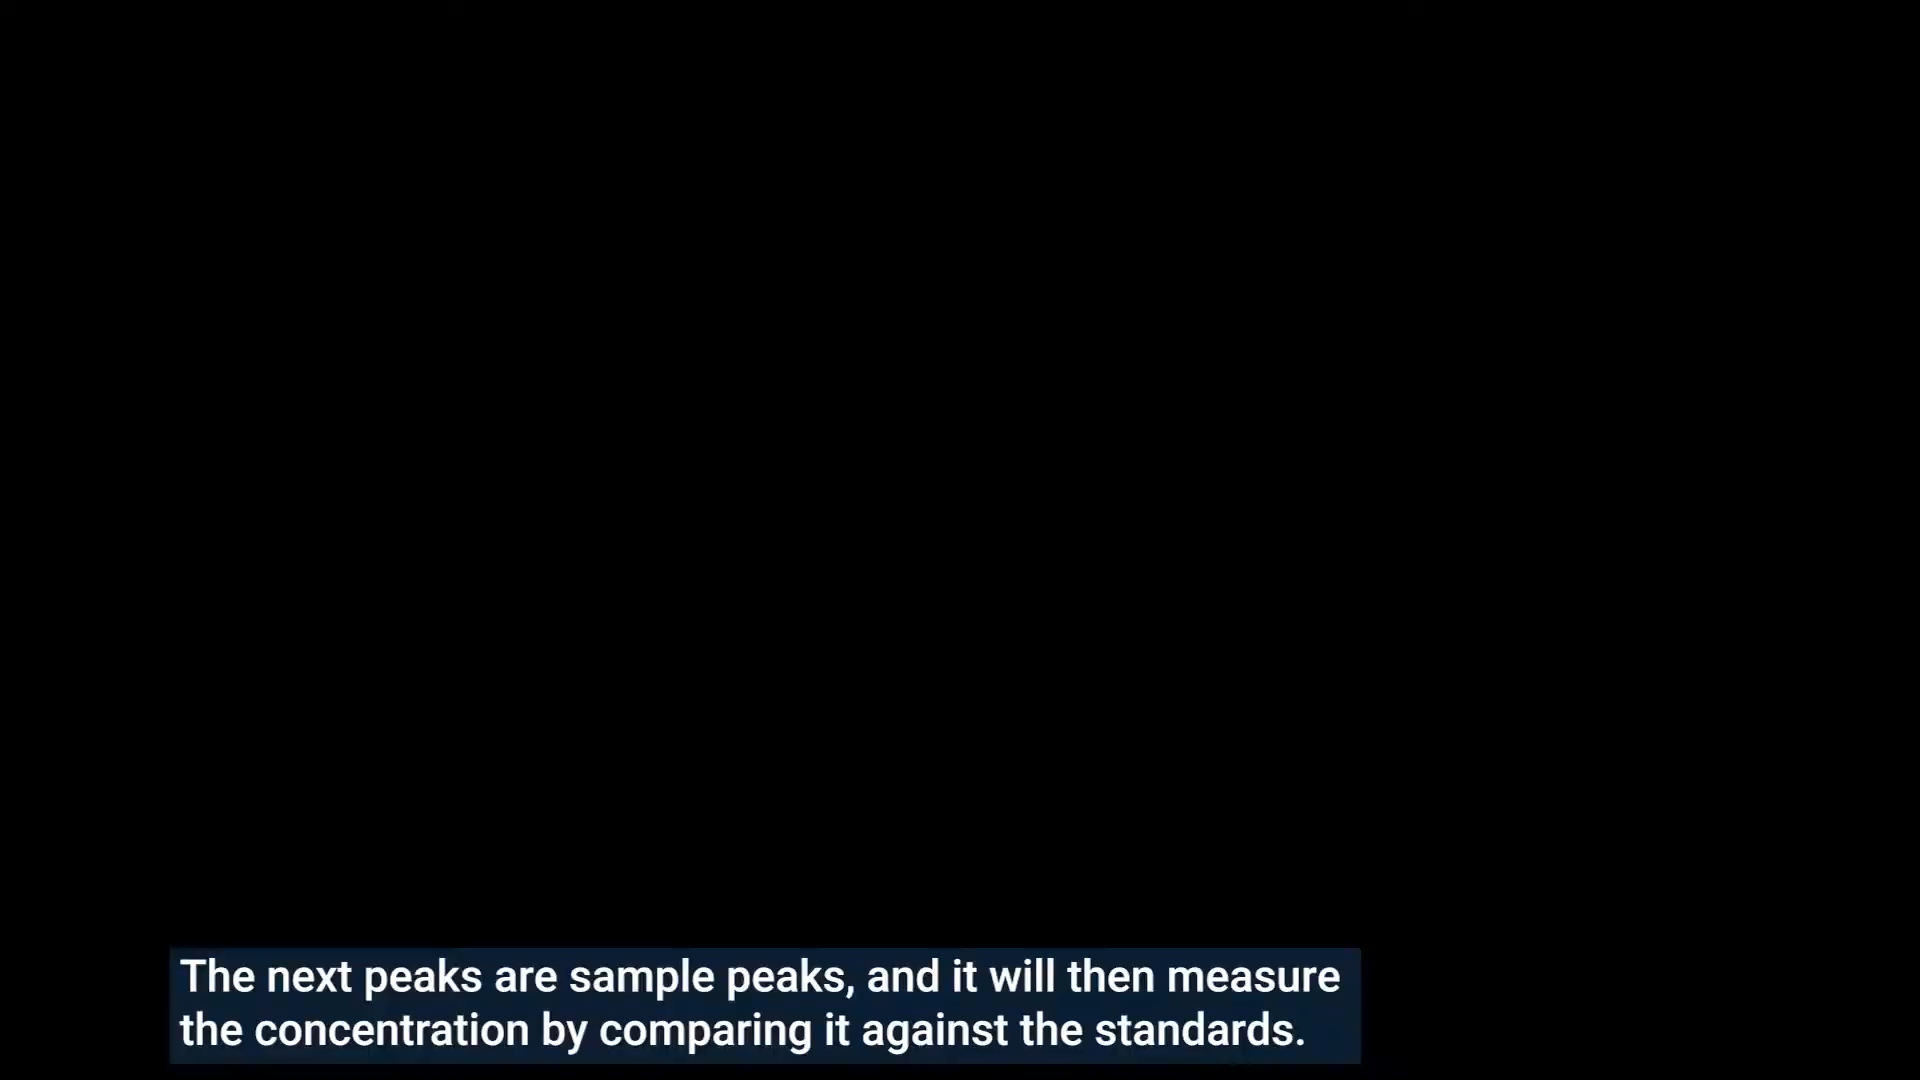 The next peaks are sample peaks, and it will then measure
the concentration by comparing it against the standards.